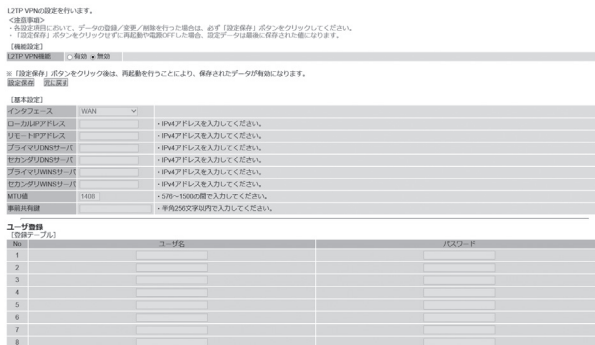 L2TP VPNの設定を行います。
<注意事項>
・各設定項目において、データの登録／変更／削除を行った場合は、必ず「設定保存」ボタンをクリックしてください。
・「設定保存」ボタンをクリックせずに再起動や電源OFFした場合、設定データは最後に保存された値になります。
[機能設定]
L2TP VPN機能 有効 無効
※「設定保存」ボタンをクリック後は、再起動を行うことにより、保存されたデータが有効になります。
設定保存 元に戻す
[基本設定]
インタフェース WAN
ローカルIPアドレス ・IPv4アドレスを入力してください。
リモートIPアドレス ・IPv4アドレスを入力してください。
プライマリDNSサーバ ・IPv4アドレスを入力してください。
セカンダリDNSサーバ ・IPv4アドレスを入力してください。
プライマリWINSサーバ ・IPv4アドレスを入力してください。
セカンダリWINSサーバ ・IPv4アドレスを入力してください。
MTU値 1408 ・576～1500の間で入力してください。
事前共有鍵 ・半角256文字以内で入力してください。
ユーザ登録
[登録テーブル]
No ユーザ名 パスワード
1
2
3
4
5
6
7
8